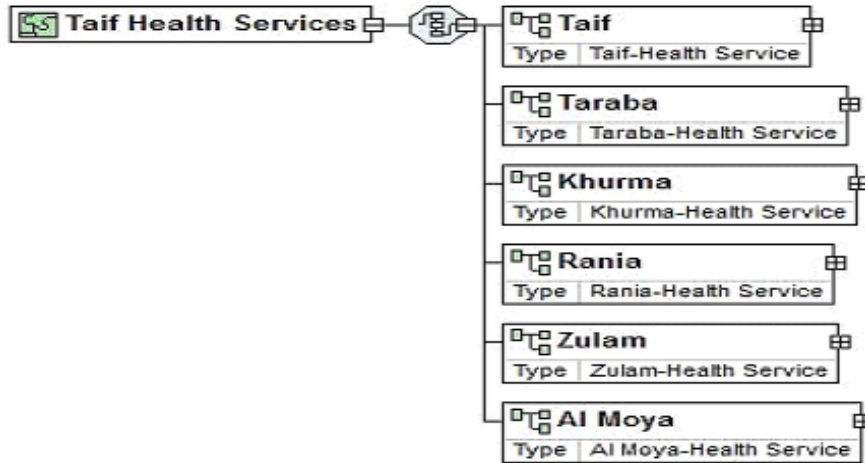 Taif Health Services
Taif
Type Taif-Health Service
Taraba
Type Taraba-Health Service
Khurma
Type Khurma-Health Service
Rania
Type Rania-Health Service
Zulam
Type Zulam-Health Service
Al Moya
Type Al Moya-Health Service